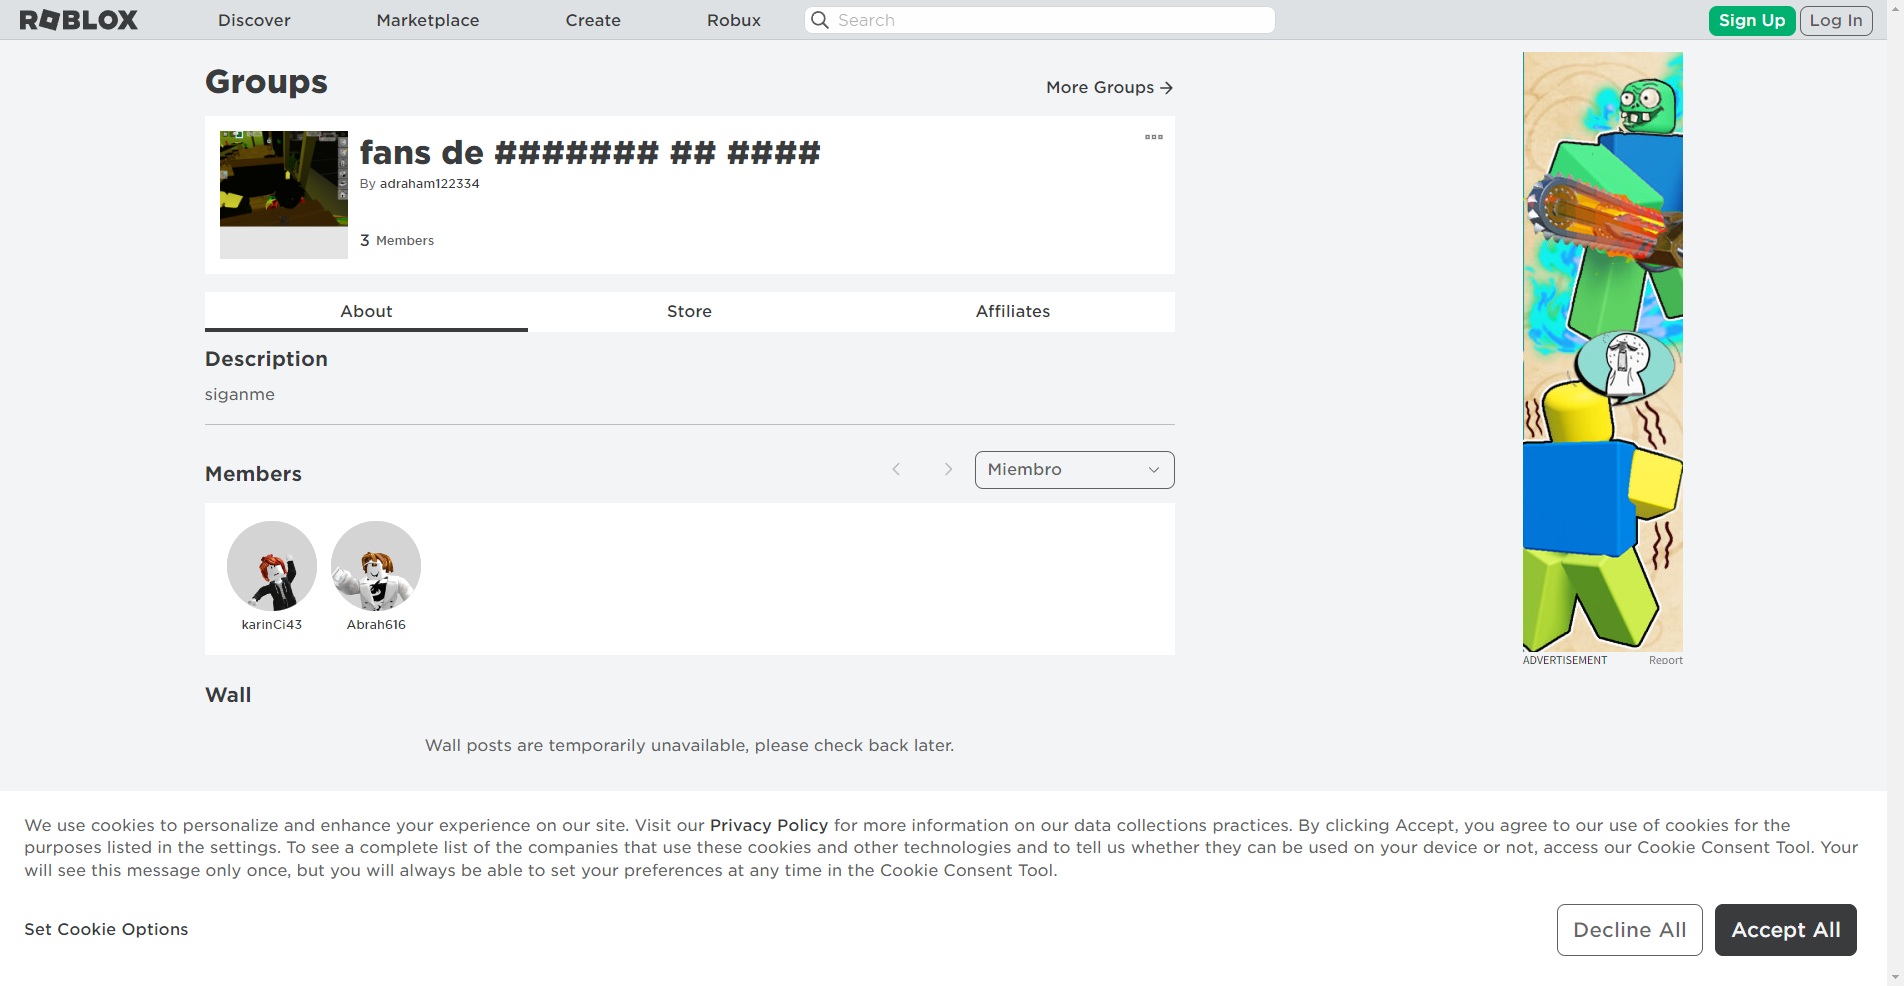 ROBLOX Discover Marketplace Create Robux Search Sign Up Log In
Groups
More Groups
fans de ####### ## ####
By adraham122334
3 Members
About Store Affiliates
Description
siganme
Members
Miembro
karinCi43 Abrah616
ADVERTISEMENT Report
Wall
Wall posts are temporarily unavailable, please check back later.
We use cookies to personalize and enhance your experience on our site. Visit our Privacy Policy for more information on our data collections practices. By clicking Accept, you agree to our use of cookies for the
purposes listed in the settings. To see a complete list of the companies that use these cookies and other technologies and to tell us whether they can be used on your device or not, access our Cookie Consent Tool. Your
will see this message only once, but you will always be able to set your preferences at any time in the Cookie Consent Tool.
Set Cookie Options
Decline All Accept All